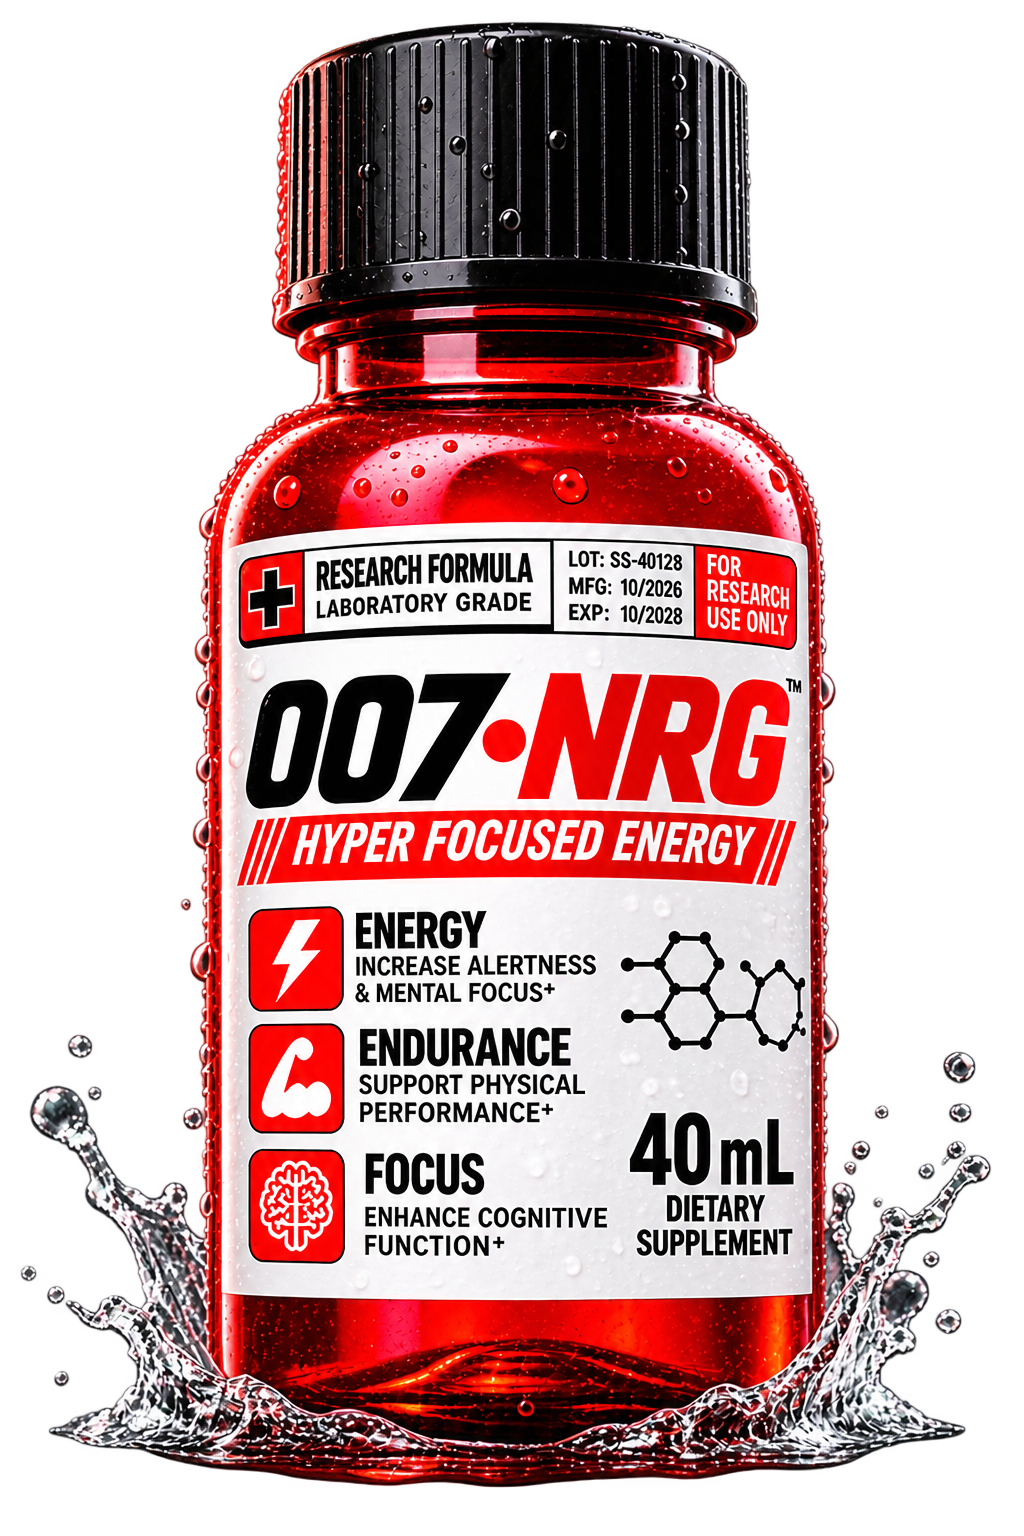 RESEARCH FORMULA
LABORATORY GRADE
LOT: SS-40128
MFG: 10/2026
EXP: 10/2028
FOR
RESEARCH
USE ONLY
007•NRG™
HYPER FOCUSED ENERGY
ENERGY
INCREASE ALERTNESS
& MENTAL FOCUS+
ENDURANCE
SUPPORT PHYSICAL
PERFORMANCE+
FOCUS
ENHANCE COGNITIVE
FUNCTION+
40 mL
DIETARY
SUPPLEMENT